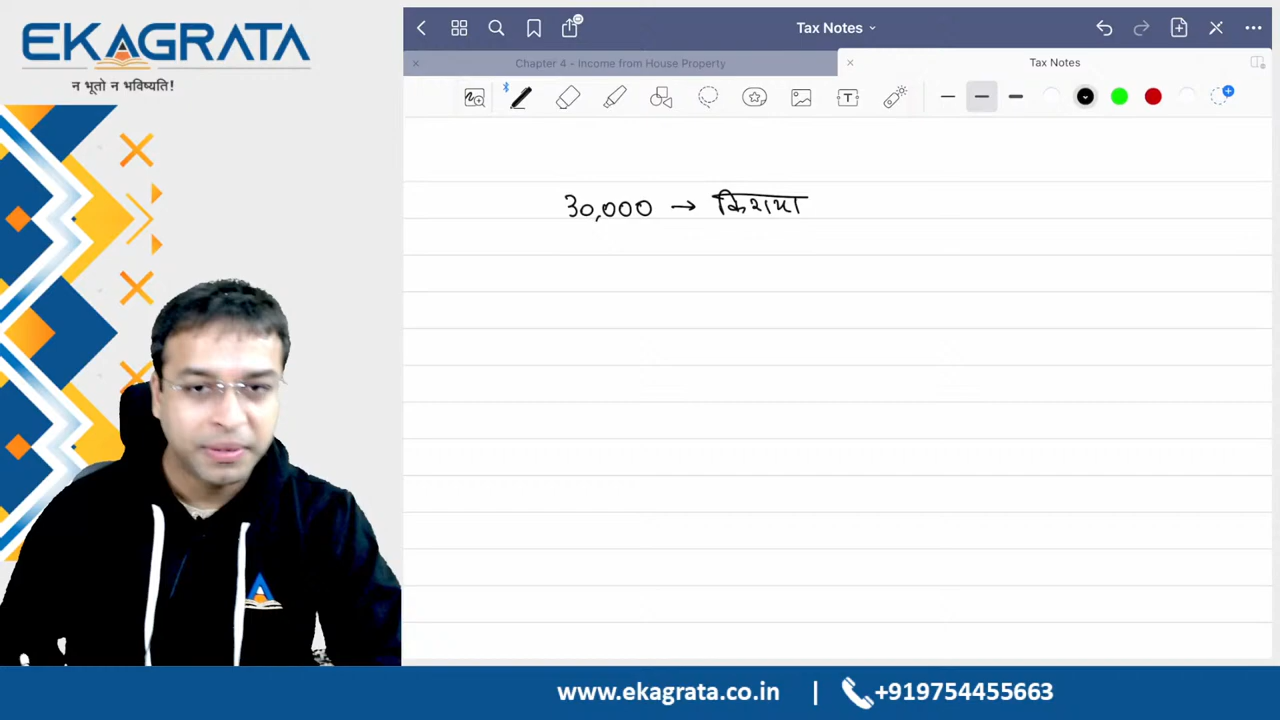 EKAGRATA
न भूतो न भविष्यति!
Tax Notes
Chapter 4 - Income from House Property
Tax Notes
30,000 → किराया
www.ekagrata.co.in | +919754455663